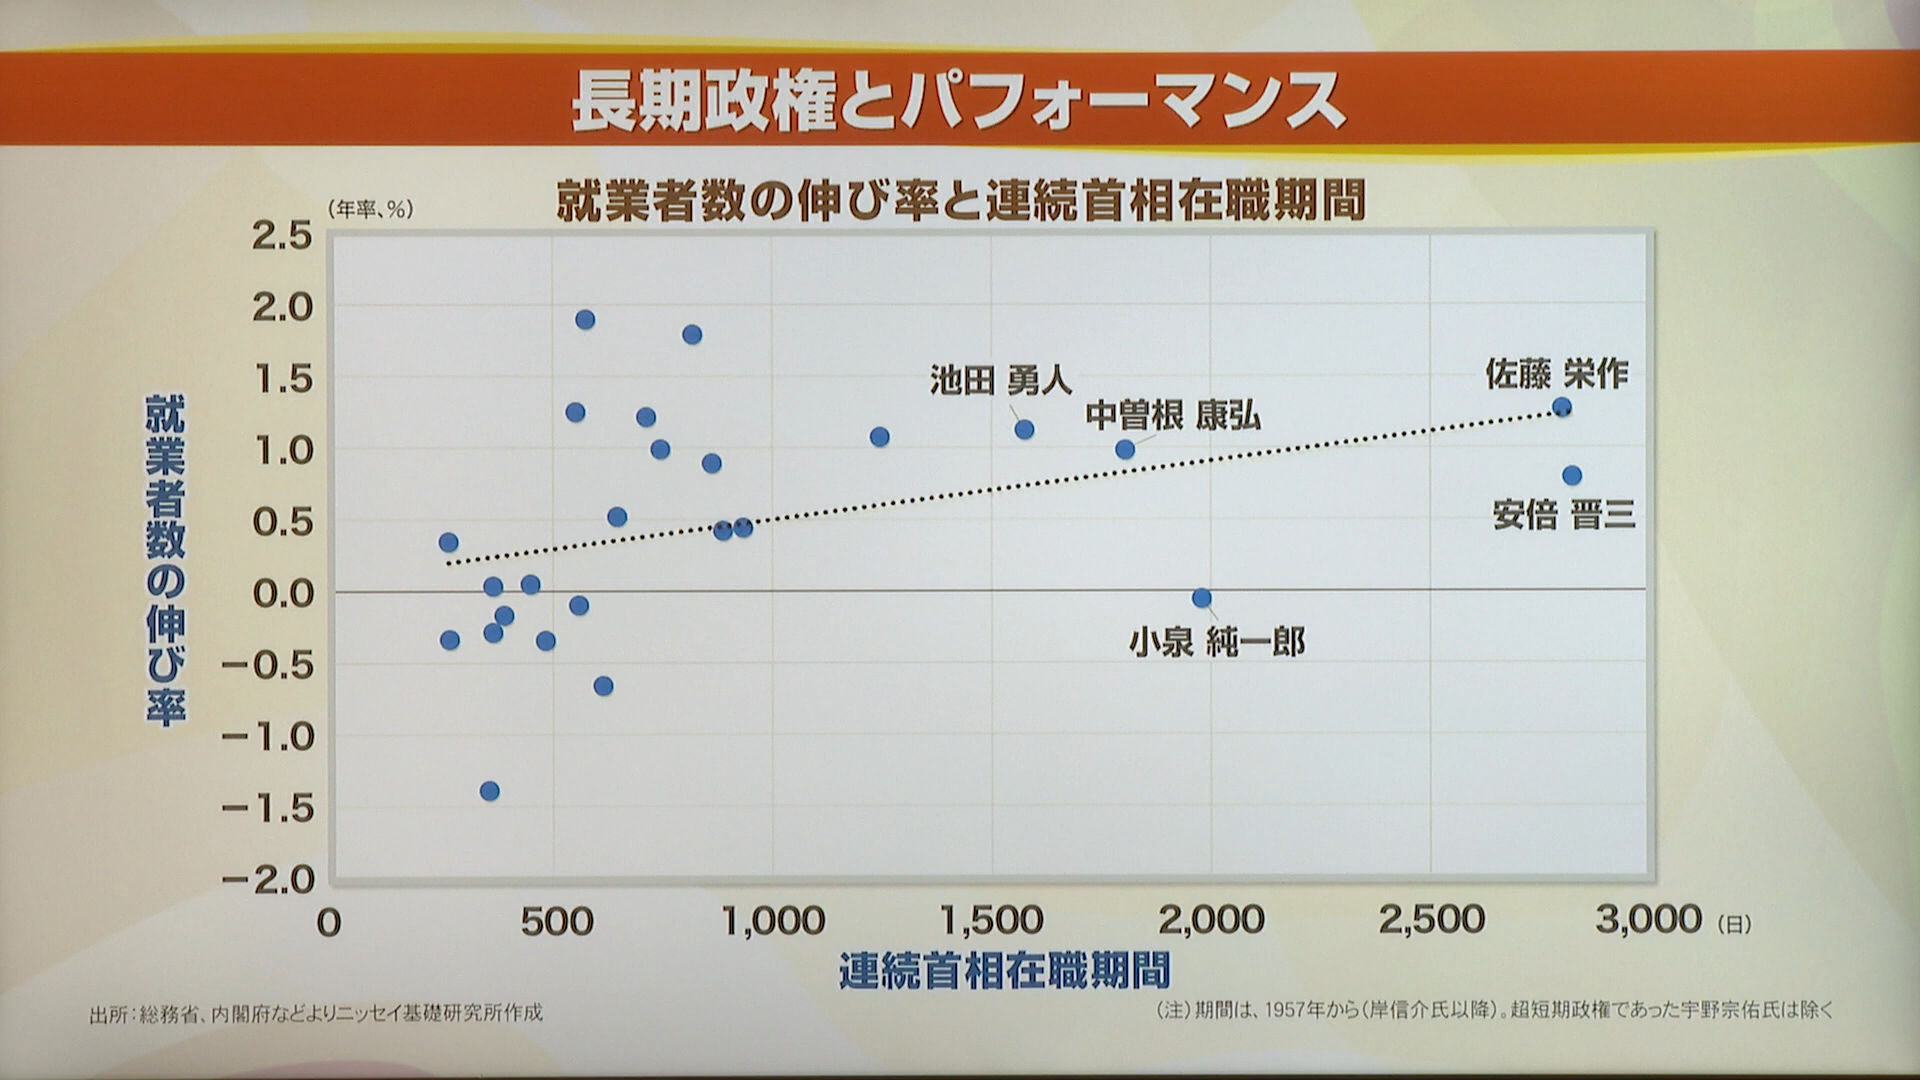 長期政権とパフォーマンス
就業者数の伸び率と連続首相在職期間
(年率、%)
2.5
2.0
1.5
1.0
0.5
0.0
−0.5
−1.0
−1.5
−2.0
就業者数の伸び率
池田 勇人
中曽根 康弘
佐藤 栄作
安倍 晋三
小泉 純一郎
0 500 1,000 1,500 2,000 2,500 3,000 (日)
連続首相在職期間
出所:総務省、内閣府などよりニッセイ基礎研究所作成
(注)期間は、1957年から(岸信介氏以降)。超短期政権であった宇野宗佑氏は除く